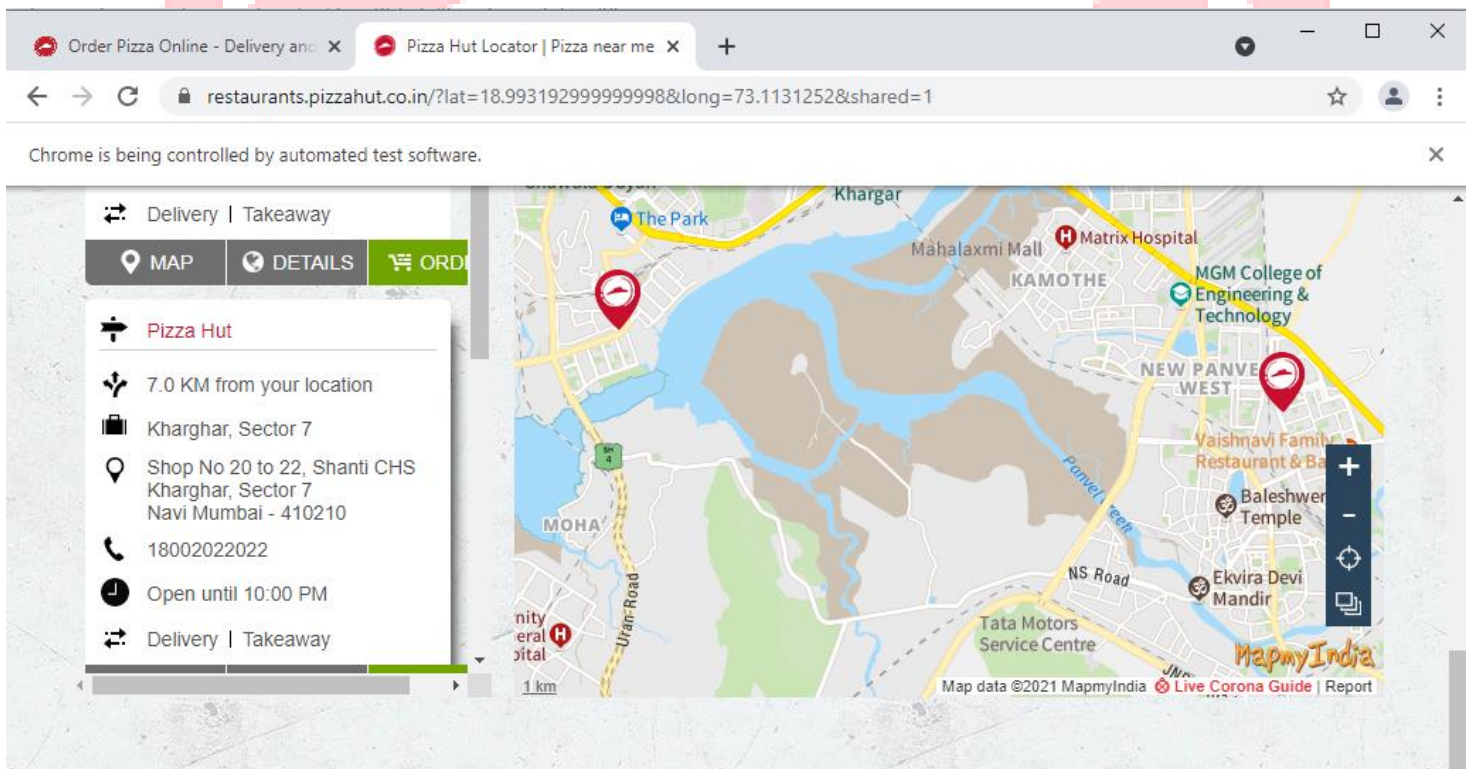 Order Pizza Online - Delivery and
Pizza Hut Locator | Pizza near me
restaurants.pizzahut.co.in/?lat=18.993192999999998&long=73.1131252&shared=1
Chrome is being controlled by automated test software.
Delivery | Takeaway
MAP
DETAILS
ORD
Pizza Hut
7.0 KM from your location
Kharghar, Sector 7
Shop No 20 to 22, Shanti CHS
Kharghar, Sector 7
Navi Mumbai - 410210
18002022022
Open until 10:00 PM
Delivery | Takeaway
Khargar
The Park
Mahalaxmi Mall
Matrix Hospital
KAMOTHE
MGM College of
Engineering &
Technology
NEW PANVE
WEST
Vaishnavi Family
Restaurant & Ba
SH
4
Panvel Creek
Baleshwer
Temple
MOHA
NS Road
Ekvira Devi
Mandir
Uran-Road
nity
eral
pital
Tata Motors
Service Centre
MapmyIndia
1 km
Map data ©2021 MapmyIndia
Live Corona Guide | Report